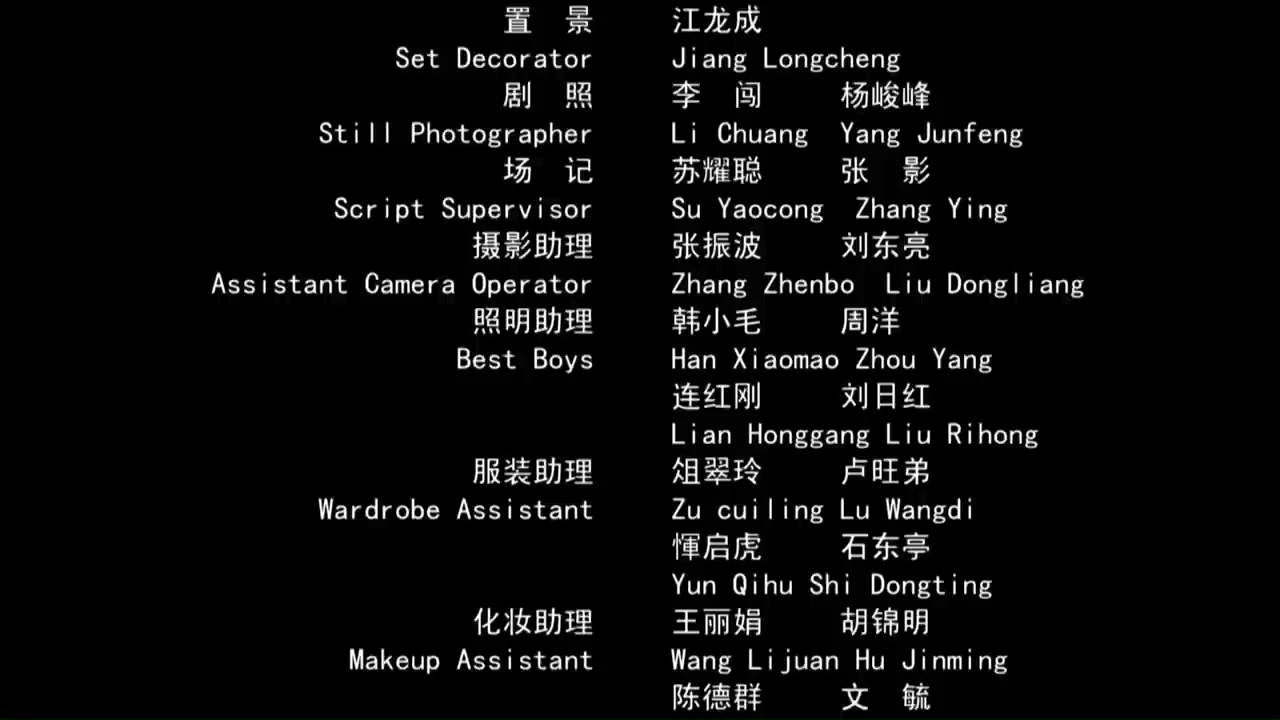 置 景 江龙成
Set Decorator Jiang Longcheng
剧 照 李 闯 杨峻峰
Still Photographer Li Chuang Yang Junfeng
场 记 苏耀聪 张 影
Script Supervisor Su Yaocong Zhang Ying
摄影助理 张振波 刘东亮
Assistant Camera Operator Zhang Zhenbo Liu Dongliang
照明助理 韩小毛 周洋
Best Boys Han Xiaomao Zhou Yang
连红刚 刘日红
Lian Honggang Liu Rihong
服装助理 俎翠玲 卢旺弟
Wardrobe Assistant Zu cuiling Lu Wangdi
恽启虎 石东亭
Yun Qihu Shi Dongting
化妆助理 王丽娟 胡锦明
Makeup Assistant Wang Lijuan Hu Jinming
陈德群 文 毓